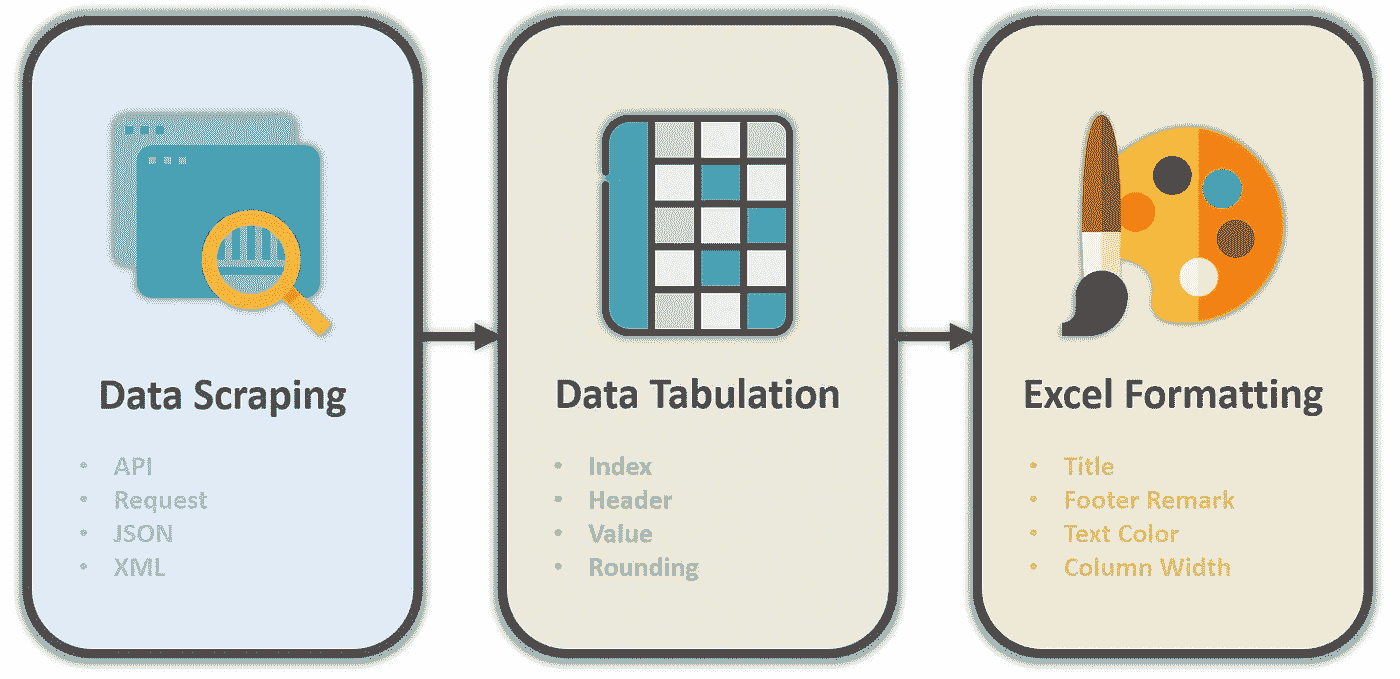 Data Scraping
• API
• Request
• JSON
• XML
Data Tabulation
• Index
• Header
• Value
• Rounding
Excel Formatting
• Title
• Footer Remark
• Text Color
• Column Width